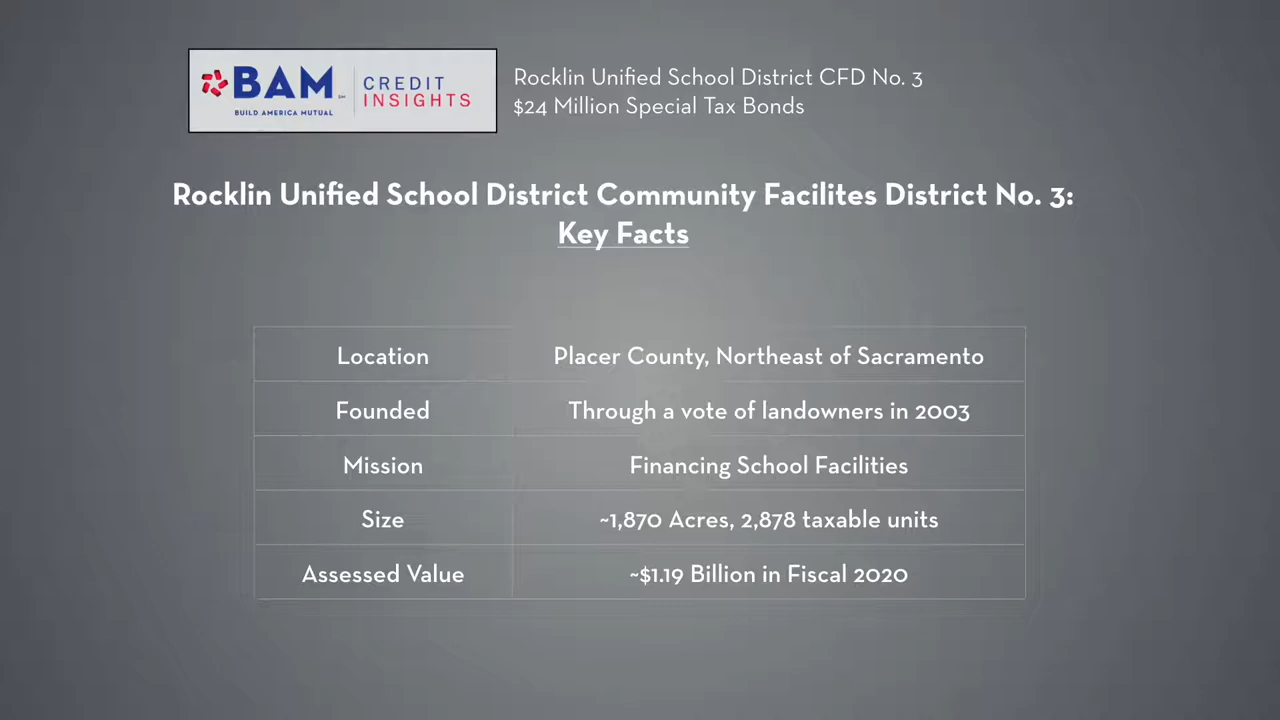 BAM
CREDIT
INSIGHTS
BUILD AMERICA MUTUAL
Rocklin Unified School District CFD No. 3
$24 Million Special Tax Bonds
Rocklin Unified School District Community Facilites District No. 3:
Key Facts
Location Placer County, Northeast of Sacramento
Founded Through a vote of landowners in 2003
Mission Financing School Facilities
Size ~1,870 Acres, 2,878 taxable units
Assessed Value ~$1.19 Billion in Fiscal 2020